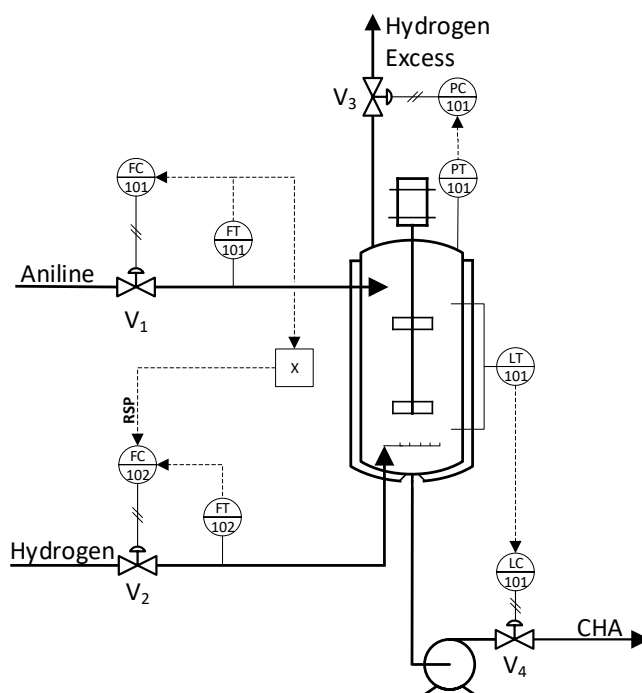 Hydrogen
Excess
V3
PC
101
FC
101
PT
101
FT
101
Aniline
V1
LT
101
X
RSP
FC
102
FT
102
Hydrogen
V2
LC
101
CHA
V4